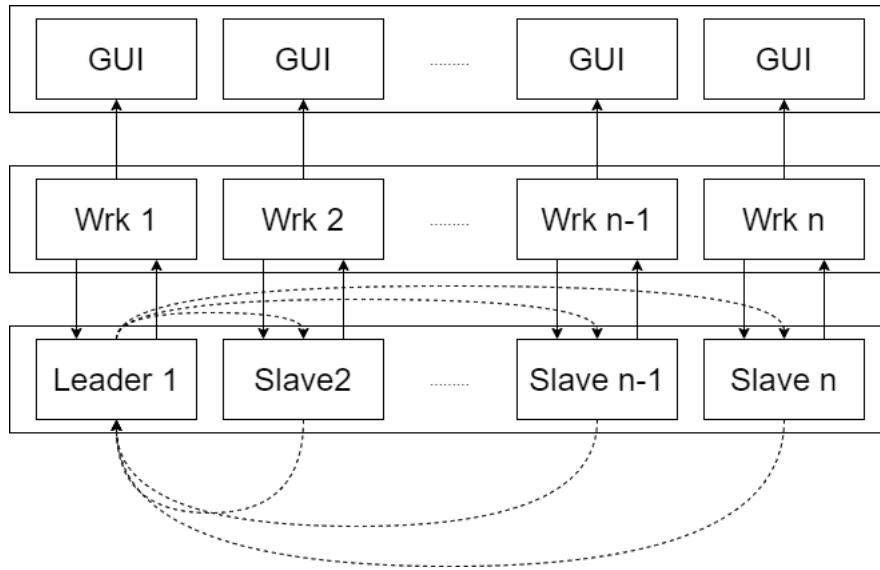 GUI GUI ......... GUI GUI
Wrk 1 Wrk 2 ......... Wrk n-1 Wrk n
Leader 1 Slave2 ......... Slave n-1 Slave n